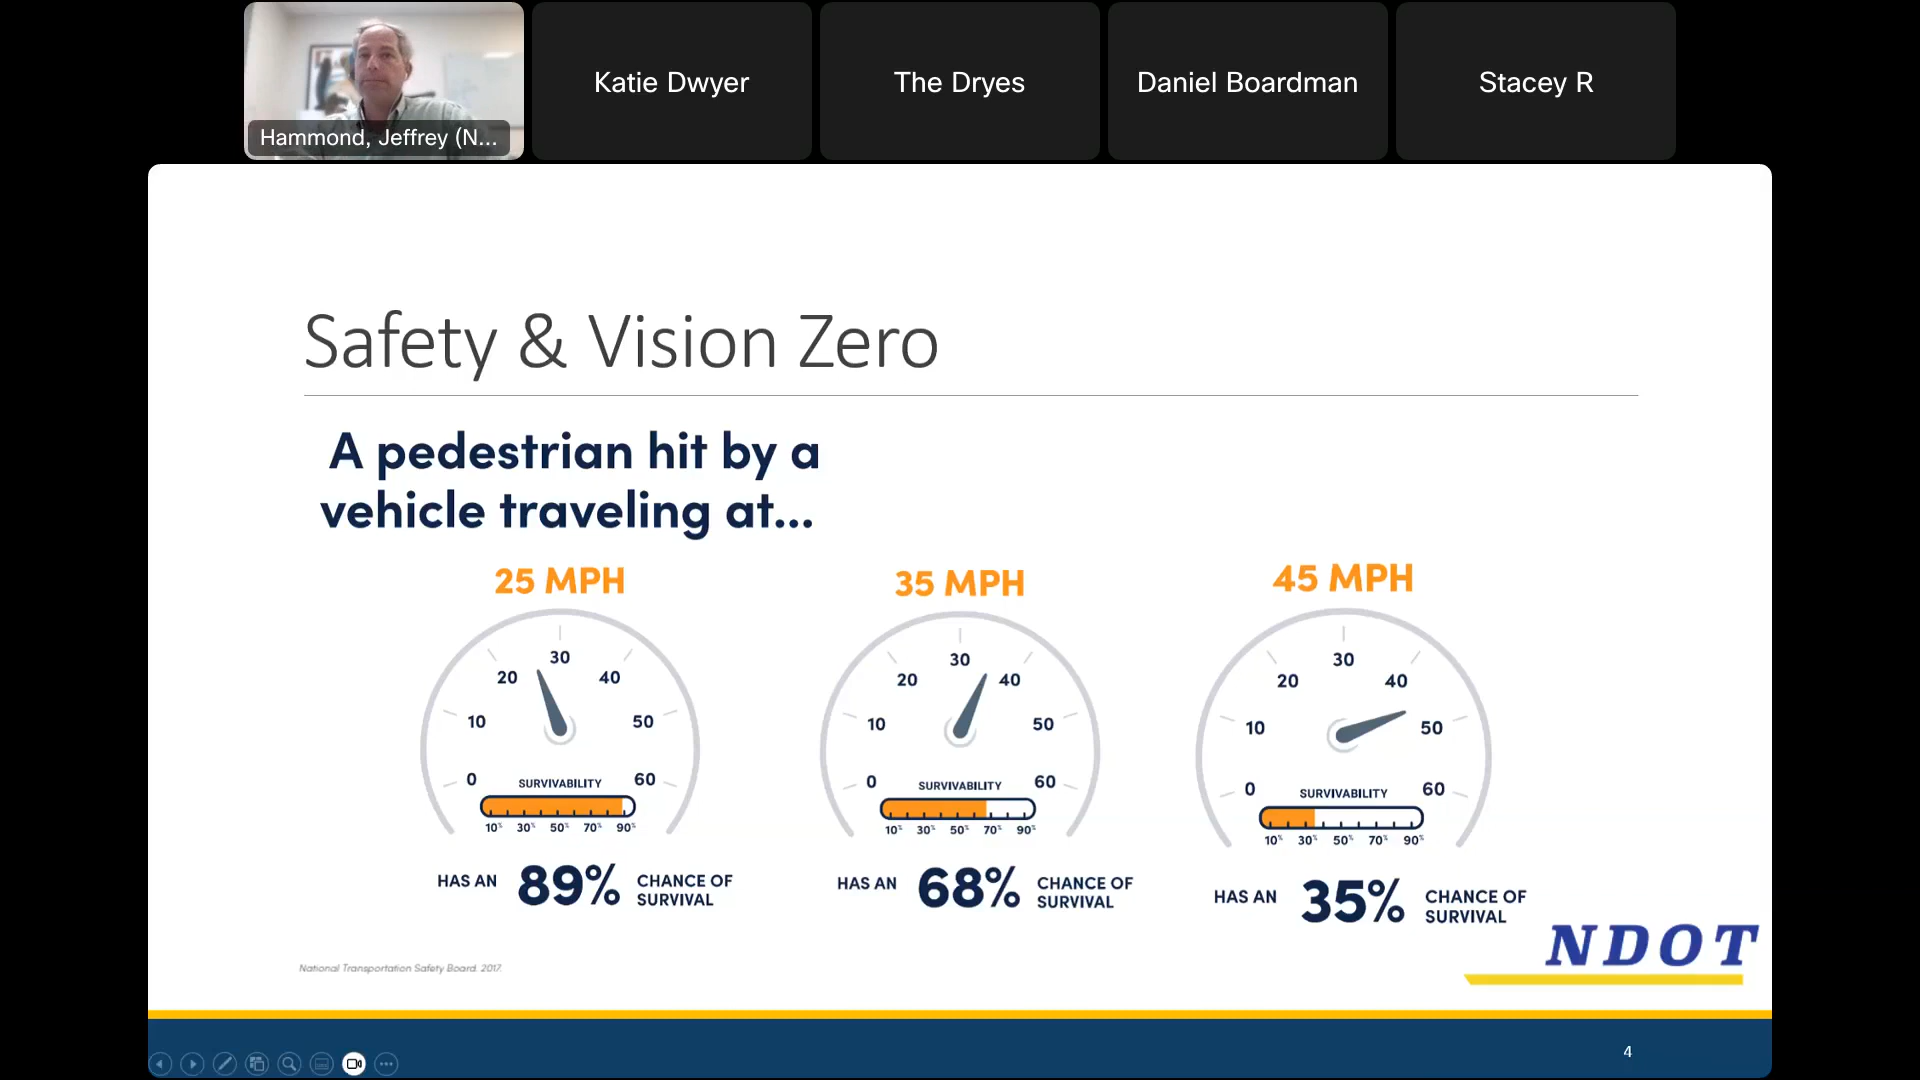 Hammond, Jeffrey (N...
Katie Dwyer
The Dryes
Daniel Boardman
Stacey R
Safety & Vision Zero
A pedestrian hit by a
vehicle traveling at...
25 MPH
0
10
20
30
40
50
60
SURVIVABILITY
10% 30% 50% 70% 90%
HAS AN 89% CHANCE OF
SURVIVAL
35 MPH
0
10
20
30
40
50
60
SURVIVABILITY
10% 30% 50% 70% 90%
HAS AN 68% CHANCE OF
SURVIVAL
45 MPH
0
10
20
30
40
50
60
SURVIVABILITY
10% 30% 50% 70% 90%
HAS AN 35% CHANCE OF
SURVIVAL
National Transportation Safety Board. 2017.
NDOT
4